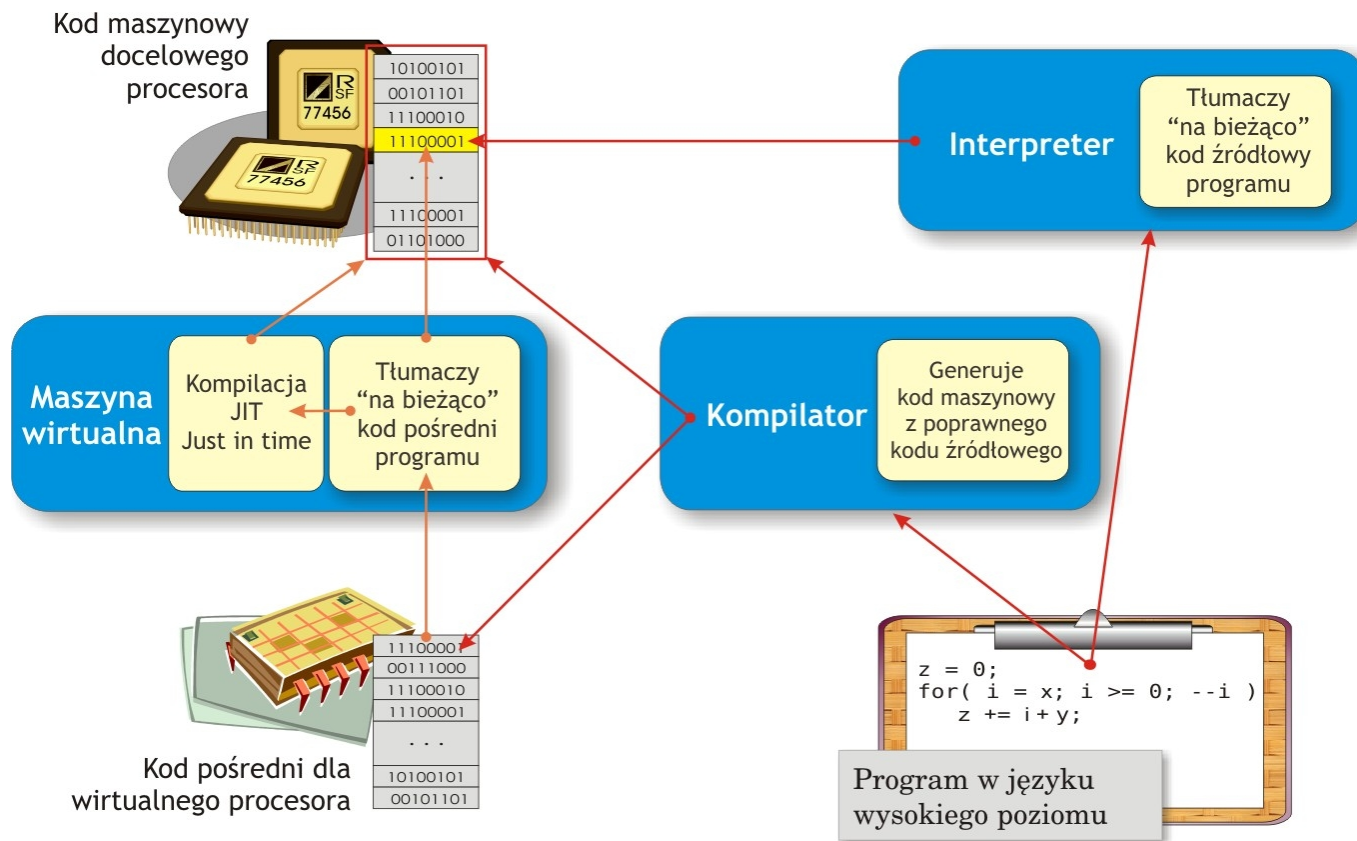 Kod maszynowy
docelowego
procesora
R
SF
77456
R
SF
77456
10100101
00101101
11100010
11100001
. . .
11100001
01101000
Interpreter
Tłumaczy
“na bieżąco”
kod źródłowy
programu
Maszyna
wirtualna
Kompilacja
JIT
Just in time
Tłumaczy
“na bieżąco”
kod pośredni
programu
Kompilator
Generuje
kod maszynowy
z poprawnego
kodu źródłowego
Kod pośredni dla
wirtualnego procesora
11100001
00111000
11100010
11100001
. . .
10100101
00101101
z = 0;
for( i = x; i >= 0; --i )
z += i+y;
Program w języku
wysokiego poziomu